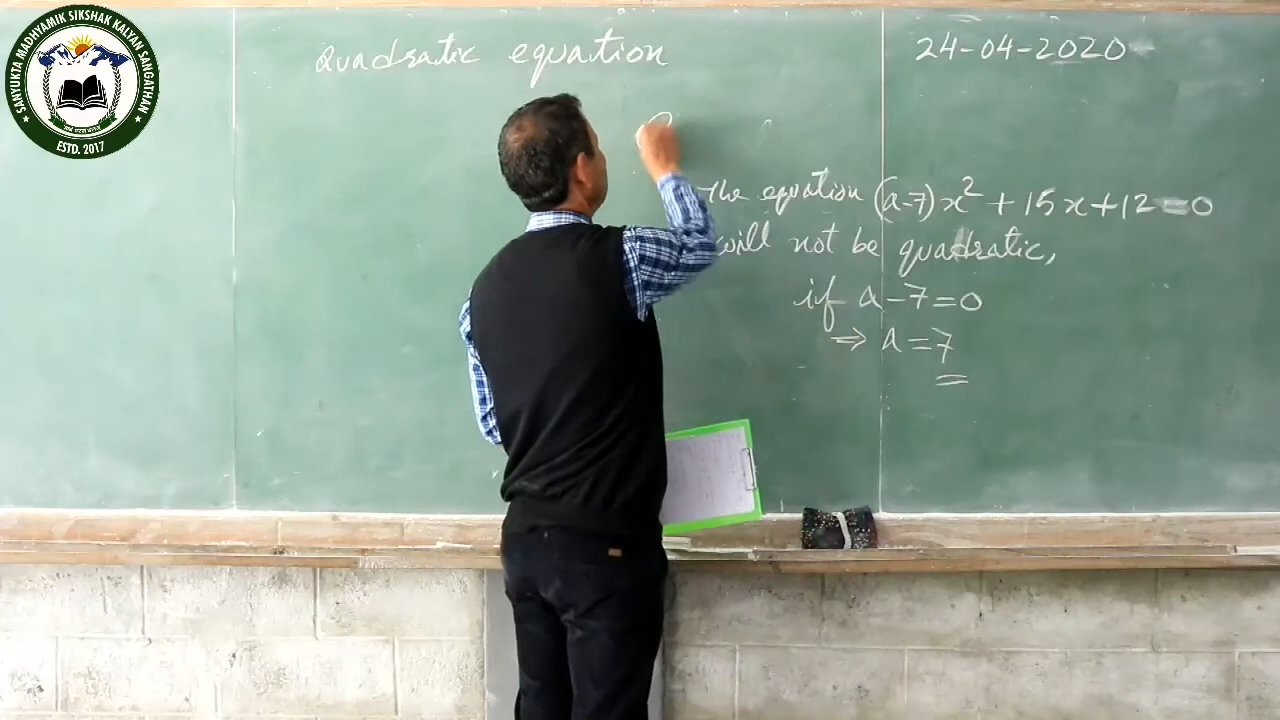 SANYUKTA MADHYAMIK SIKSHAK KALYAN SANGATHAN
ESTD. 2017
Quadratic equation
24-04-2020
The equation (a-7)x² + 15x + 12 = 0
will not be quadratic,
if a - 7 = 0
⇒ a = 7